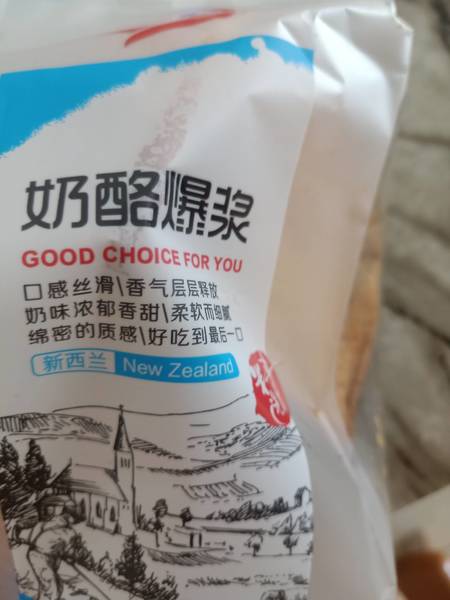 奶酪爆浆
GOOD CHOICE FOR YOU
口感丝滑\香气层层释放
奶味浓郁香甜\柔软而细腻
绵密的质感\好吃到最后一口
新西兰 New Zealand